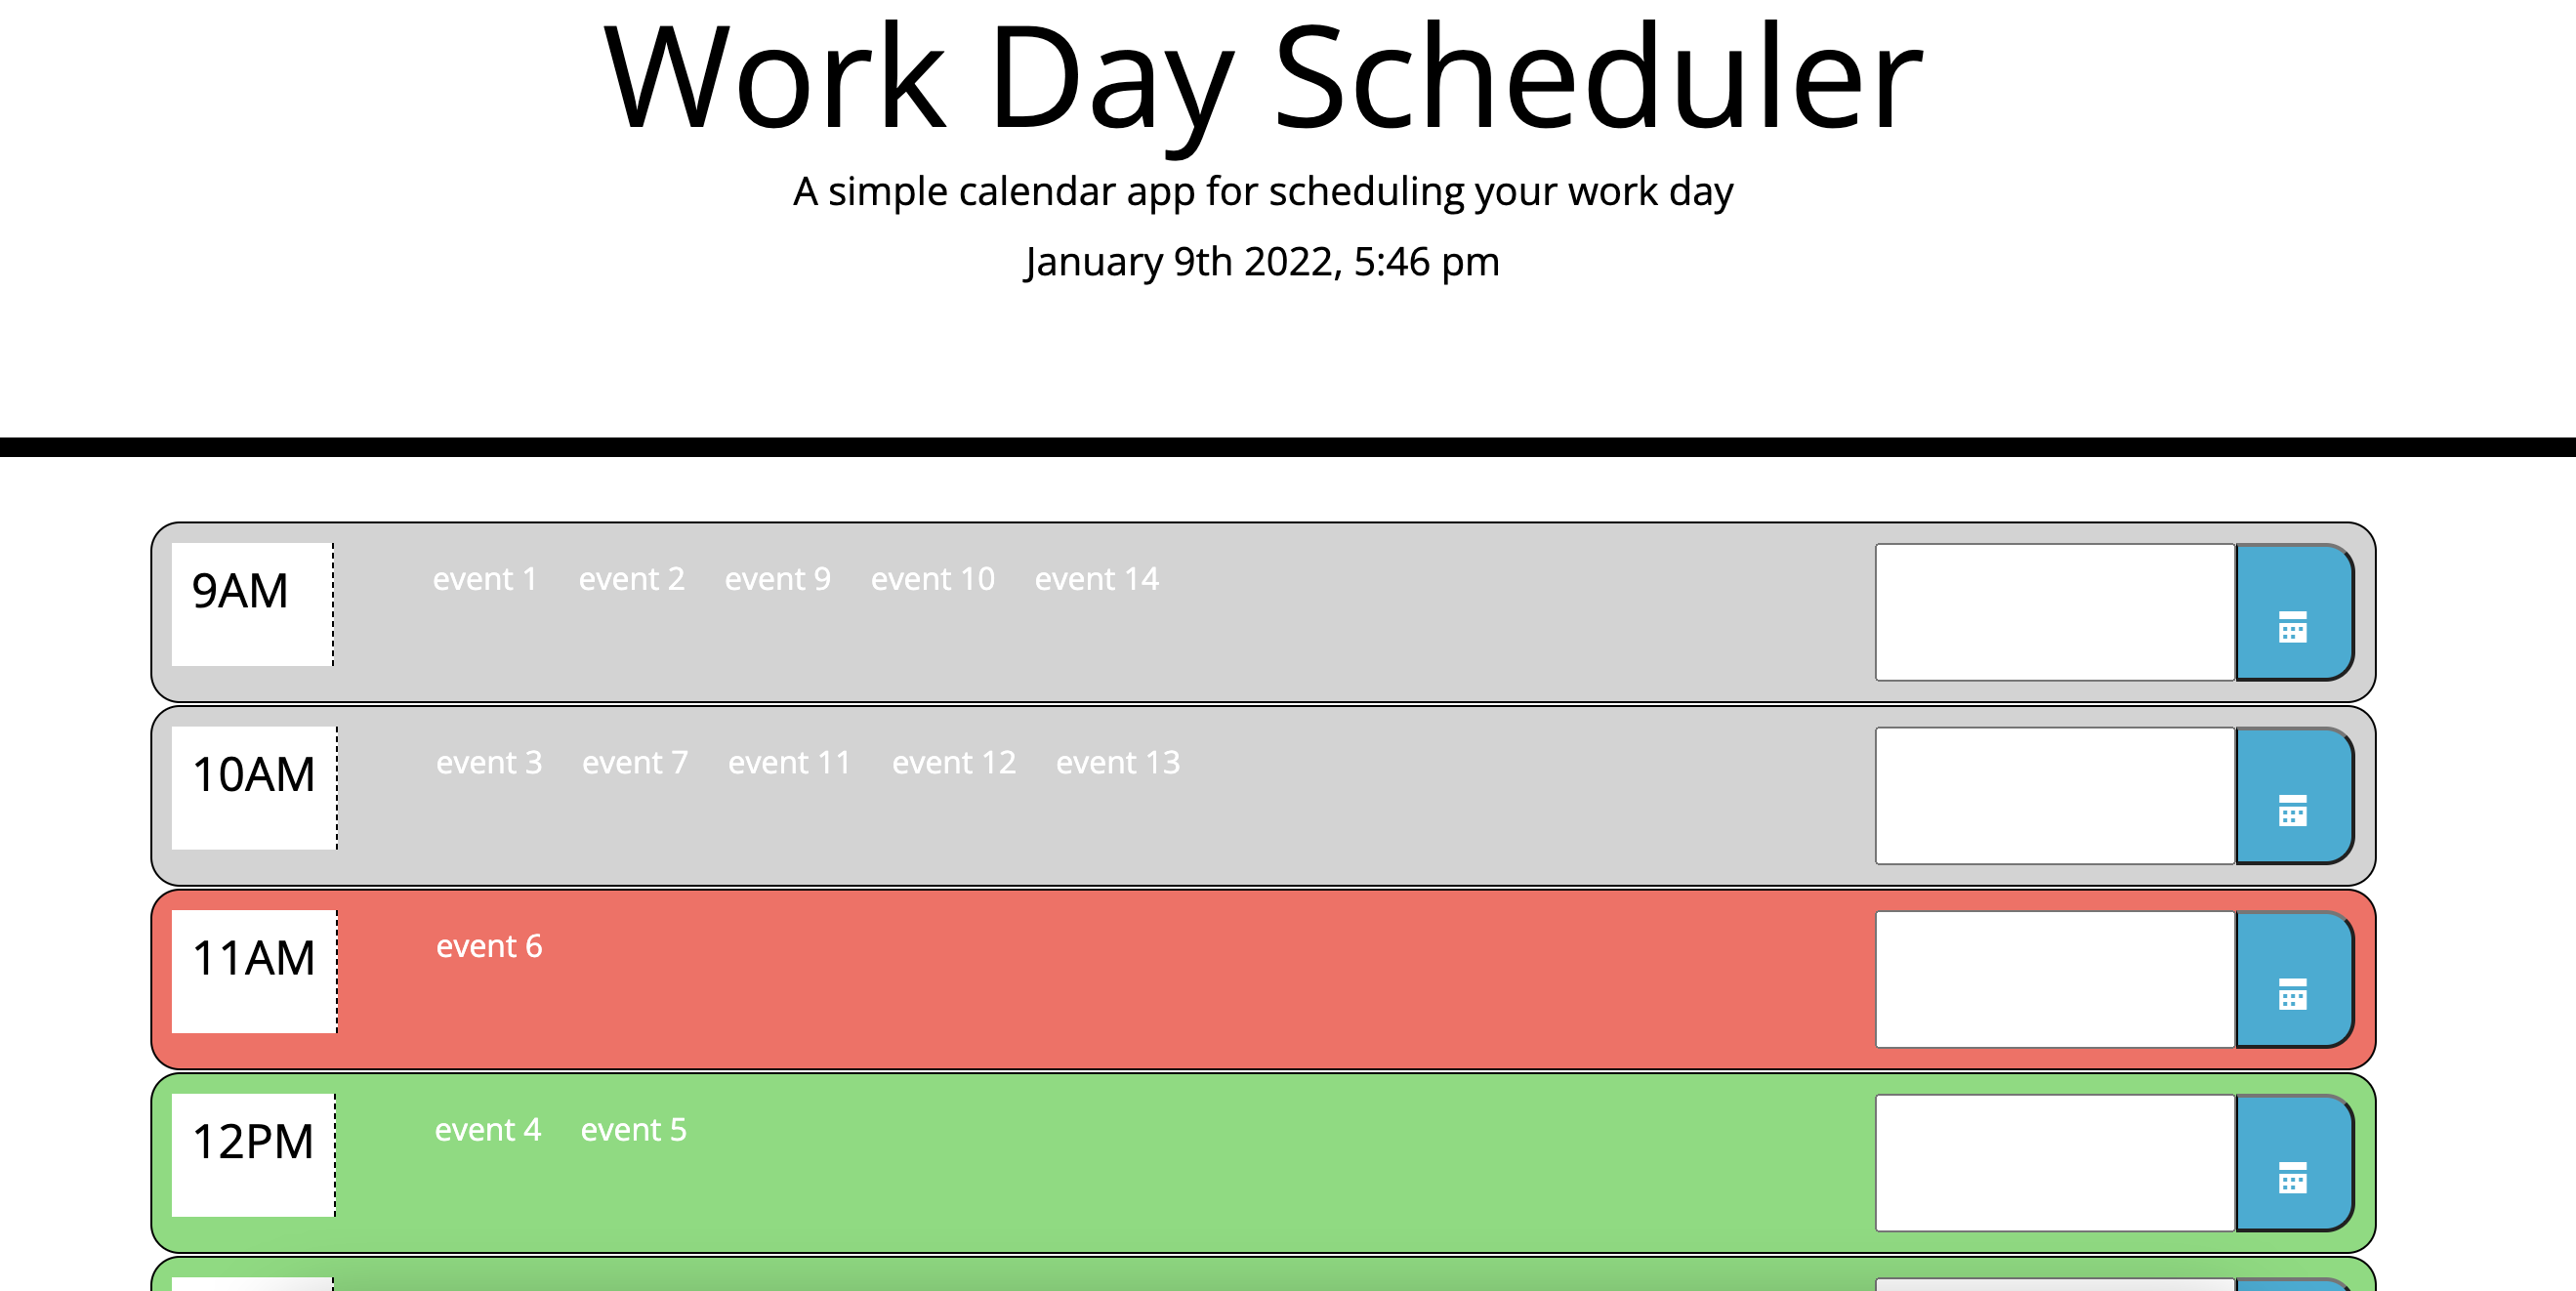 Work Day Scheduler
A simple calendar app for scheduling your work day
January 9th 2022, 5:46 pm
9AM event 1 event 2 event 9 event 10 event 14
10AM event 3 event 7 event 11 event 12 event 13
11AM event 6
12PM event 4 event 5